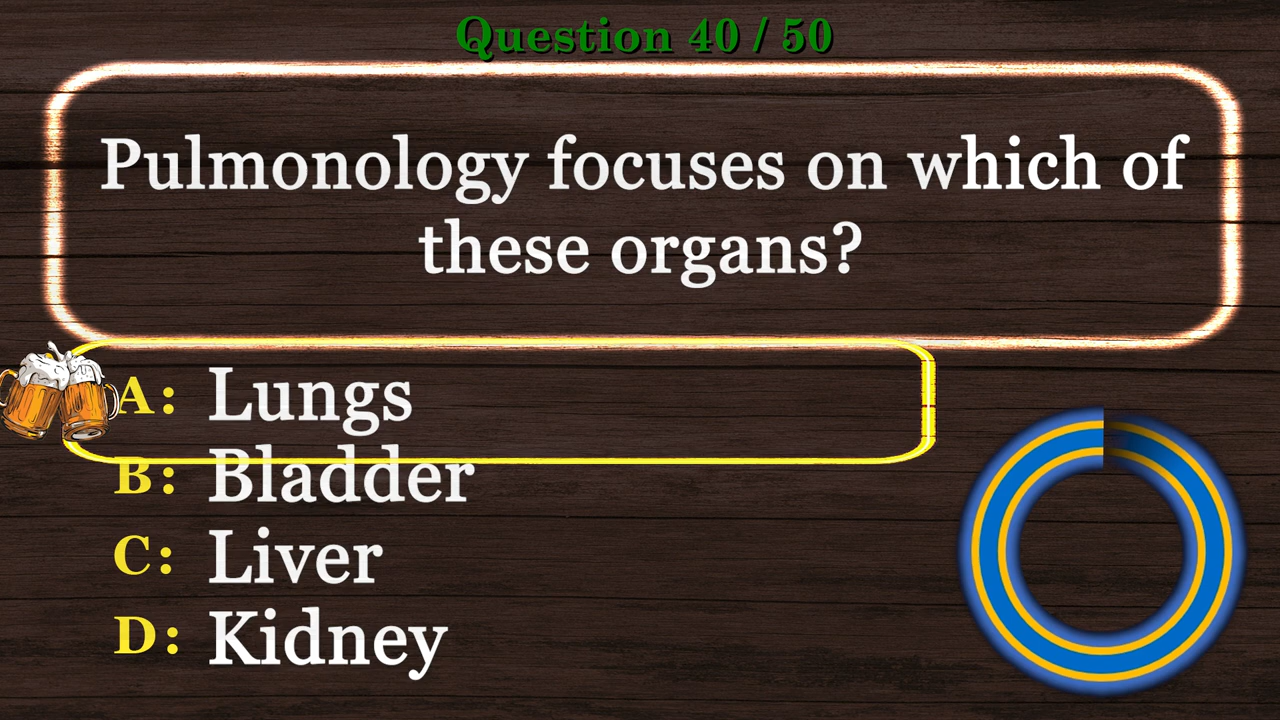 Question 40 / 50
Pulmonology focuses on which of
these organs?
A: Lungs
B: Bladder
C: Liver
D: Kidney